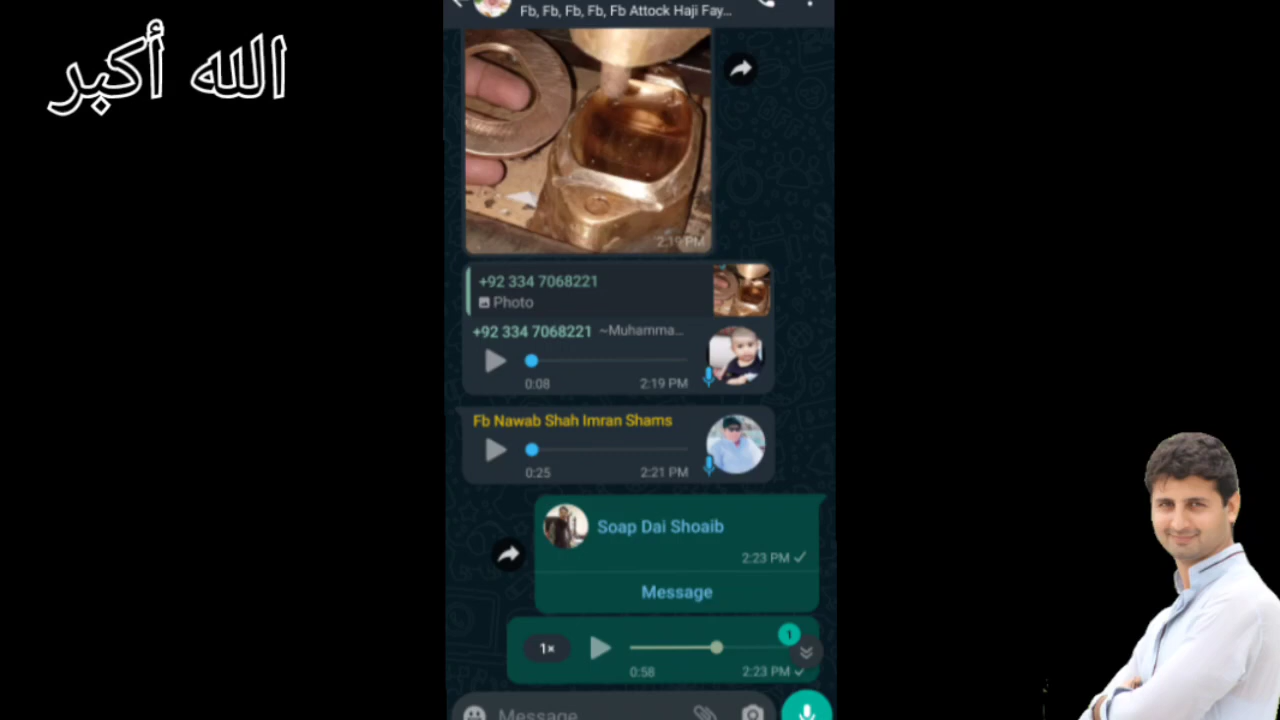 الله أكبر
Fb, Fb, Fb, Fb, Fb Attock Haji Fay...
2:19 PM
+92 334 7068221
Photo
+92 334 7068221 ~Muhamma...
0:08 2:19 PM
Fb Nawab Shah Imran Shams
0:25 2:21 PM
Soap Dai Shoaib
2:23 PM
Message
1×
1
0:58 2:23 PM
Message